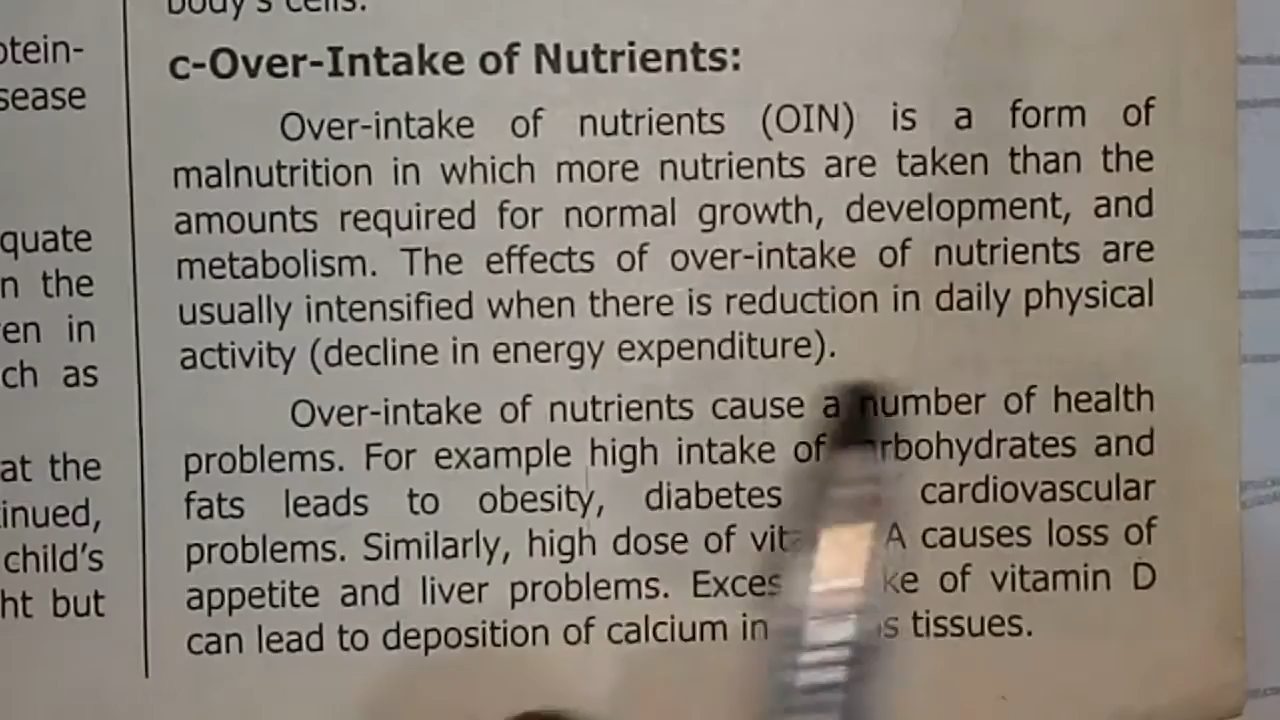 body's cells.
c-Over-Intake of Nutrients:
Over-intake of nutrients (OIN) is a form of
malnutrition in which more nutrients are taken than the
amounts required for normal growth, development, and
metabolism. The effects of over-intake of nutrients are
usually intensified when there is reduction in daily physical
activity (decline in energy expenditure).
Over-intake of nutrients cause a number of health
problems. For example high intake of carbohydrates and
fats leads to obesity, diabetes cardiovascular
problems. Similarly, high dose of A causes loss of
appetite and liver problems. of vitamin D
can lead to deposition of calcium in tissues.
otein-
sease
quate
n the
en in
ch as
at the
inued,
child's
ht but